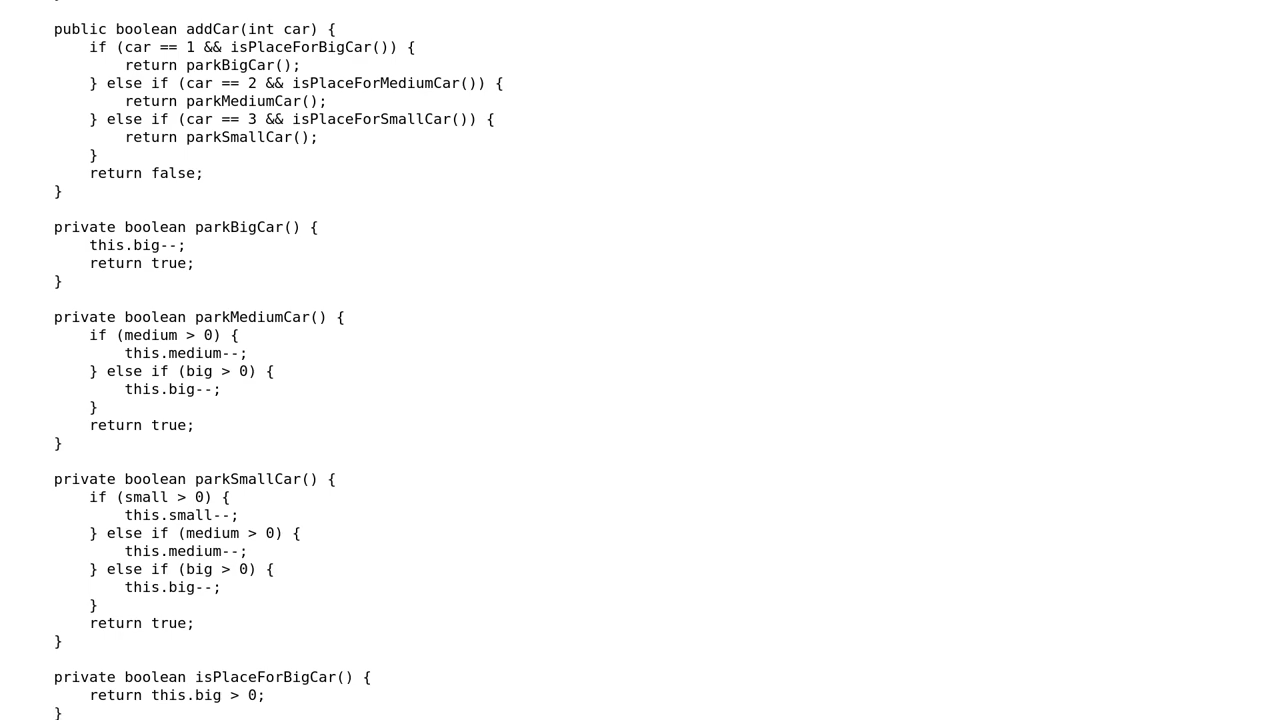 public boolean addCar(int car) {
    if (car == 1 && isPlaceForBigCar()) {
        return parkBigCar();
    } else if (car == 2 && isPlaceForMediumCar()) {
        return parkMediumCar();
    } else if (car == 3 && isPlaceForSmallCar()) {
        return parkSmallCar();
    }
    return false;
}

private boolean parkBigCar() {
    this.big--;
    return true;
}

private boolean parkMediumCar() {
    if (medium > 0) {
        this.medium--;
    } else if (big > 0) {
        this.big--;
    }
    return true;
}

private boolean parkSmallCar() {
    if (small > 0) {
        this.small--;
    } else if (medium > 0) {
        this.medium--;
    } else if (big > 0) {
        this.big--;
    }
    return true;
}

private boolean isPlaceForBigCar() {
    return this.big > 0;
}